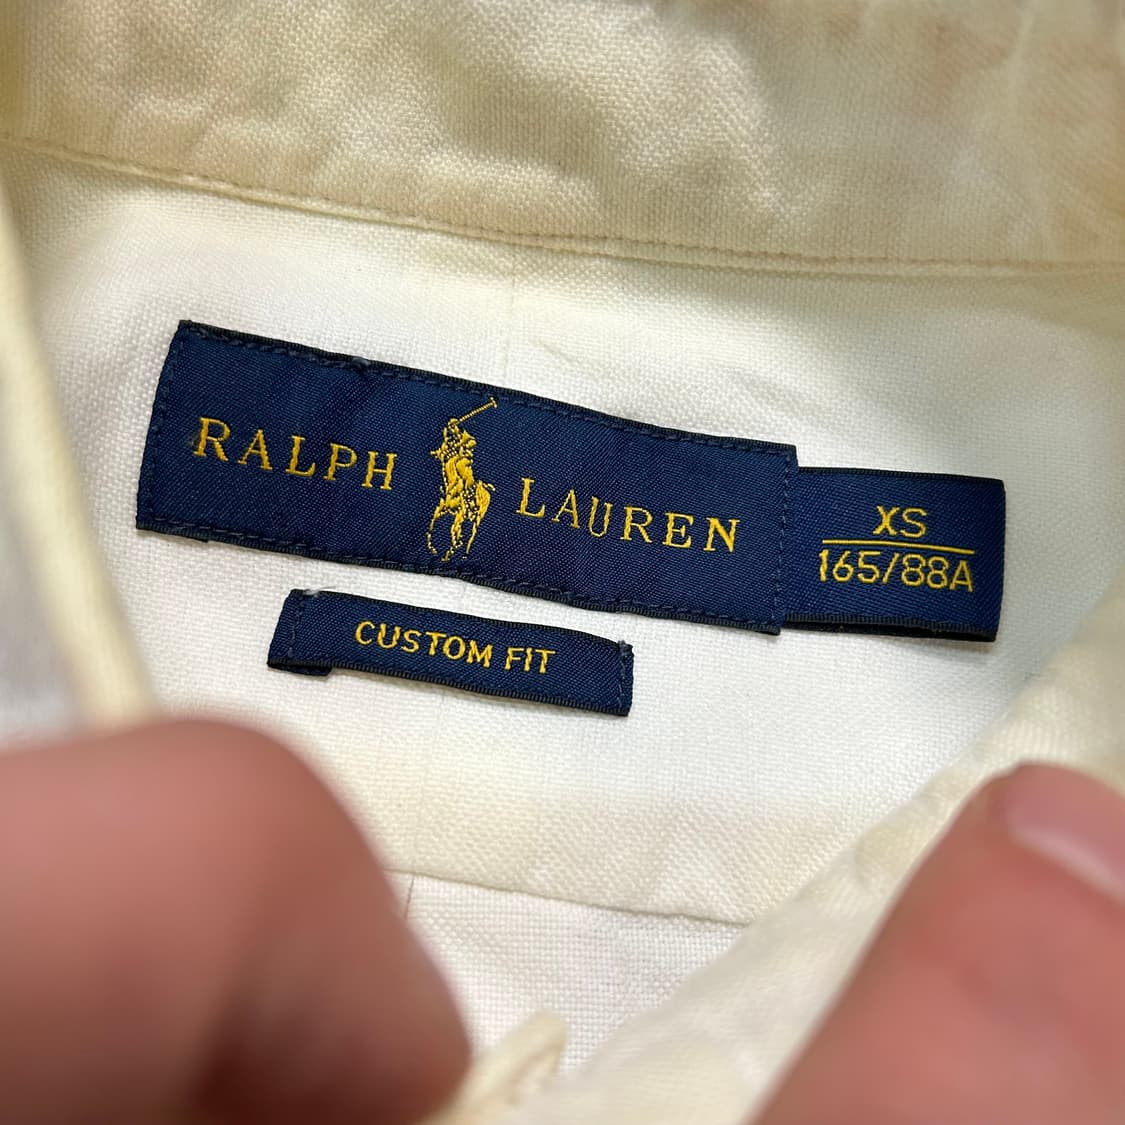 RALPH LAUREN
XS
165/88A
CUSTOM FIT